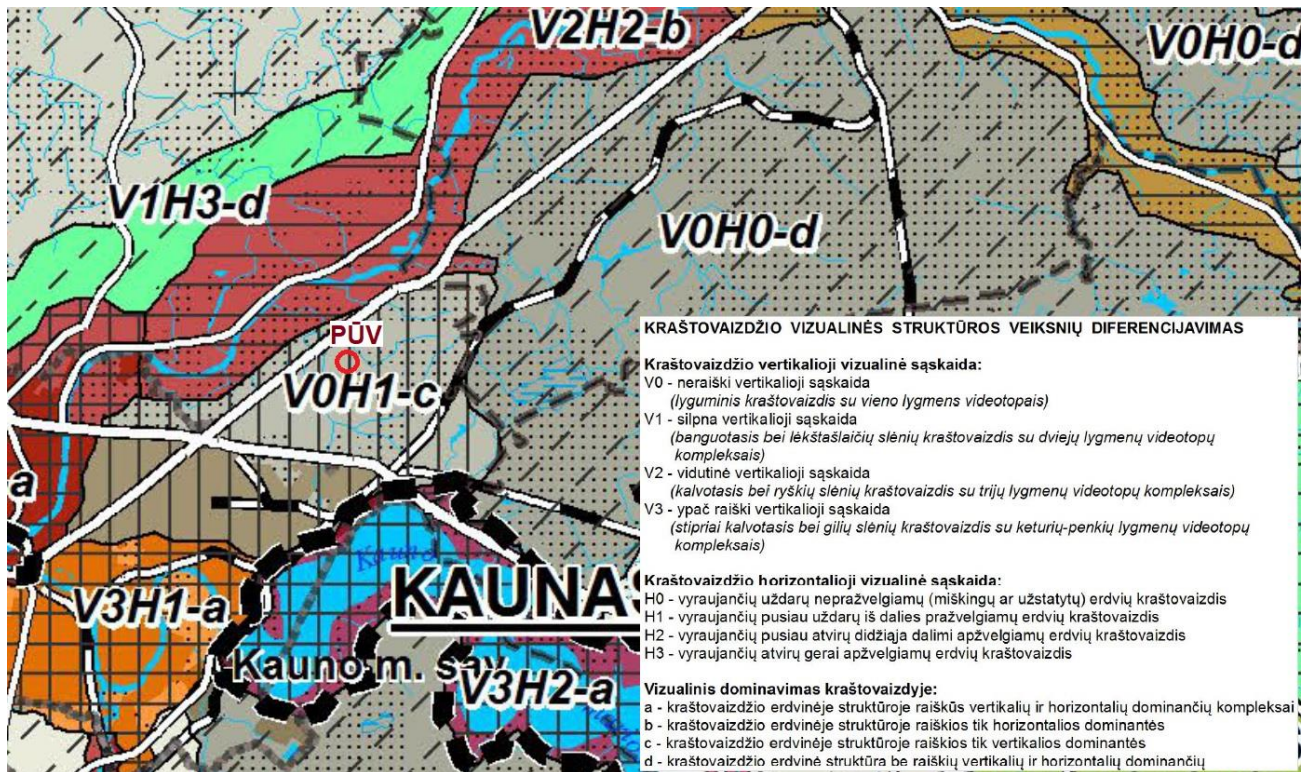 V2H2-b
V0H0-d
V1H3-d
V0H0-d
PŪV
V0H1-c
a
Kauno
KAUNAS
V3H1-a
Kauno m. sav.
V3H2-a
KRAŠTOVAIZDŽIO VIZUALINĖS STRUKTŪROS VEIKSNIŲ DIFERENCIJAVIMAS
Kraštovaizdžio vertikalioji vizualinė sąskaida:
V0 - neraiški vertikalioji sąskaida
(lyguminis kraštovaizdis su vieno lygmens videotopais)
V1 - silpna vertikalioji sąskaida
(banguotasis bei lėkštašlaičių slėnių kraštovaizdis su dviejų lygmenų videotopų
kompleksais)
V2 - vidutinė vertikalioji sąskaida
(kalvotasis bei ryškių slėnių kraštovaizdis su trijų lygmenų videotopų kompleksais)
V3 - ypač raiški vertikalioji sąskaida
(stipriai kalvotasis bei gilių slėnių kraštovaizdis su keturių-penkių lygmenų videotopų
kompleksais)
Kraštovaizdžio horizontalioji vizualinė sąskaida:
H0 - vyraujančių uždarų nepražvelgiamų (miškingų ar užstatytų) erdvių kraštovaizdis
H1 - vyraujančių pusiau uždarų iš dalies pražvelgiamų erdvių kraštovaizdis
H2 - vyraujančių pusiau atvirų didžiąja dalimi apžvelgiamų erdvių kraštovaizdis
H3 - vyraujančių atvirų gerai apžvelgiamų erdvių kraštovaizdis
Vizualinis dominavimas kraštovaizdyje:
a - kraštovaizdžio erdvinėje struktūroje raiškūs vertikalių ir horizontalių dominančių kompleksai
b - kraštovaizdžio erdvinėje struktūroje raiškios tik horizontalios dominantės
c - kraštovaizdžio erdvinėje struktūroje raiškios tik vertikalios dominantės
d - kraštovaizdžio erdvinė struktūra be raiškių vertikalių ir horizontalių dominančių